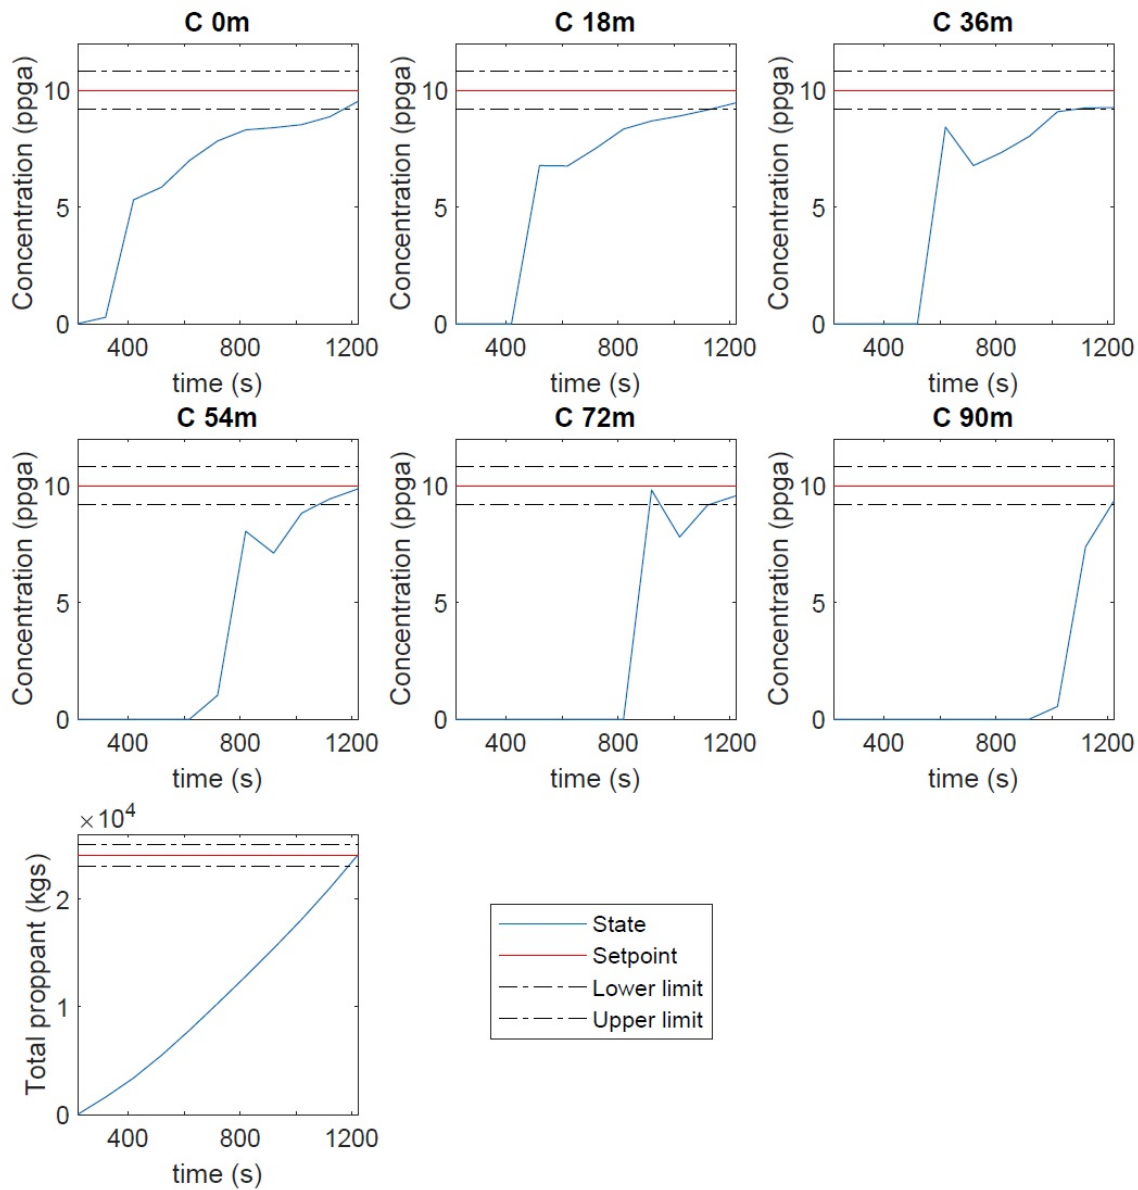 C 0m
Concentration (ppga)
10
5
0
400 800 1200
time (s)
C 18m
Concentration (ppga)
10
5
0
400 800 1200
time (s)
C 36m
Concentration (ppga)
10
5
0
400 800 1200
time (s)
C 54m
Concentration (ppga)
10
5
0
400 800 1200
time (s)
C 72m
Concentration (ppga)
10
5
0
400 800 1200
time (s)
C 90m
Concentration (ppga)
10
5
0
400 800 1200
time (s)
×10⁴
Total proppant (kgs)
2
1
0
400 800 1200
time (s)
State
Setpoint
Lower limit
Upper limit